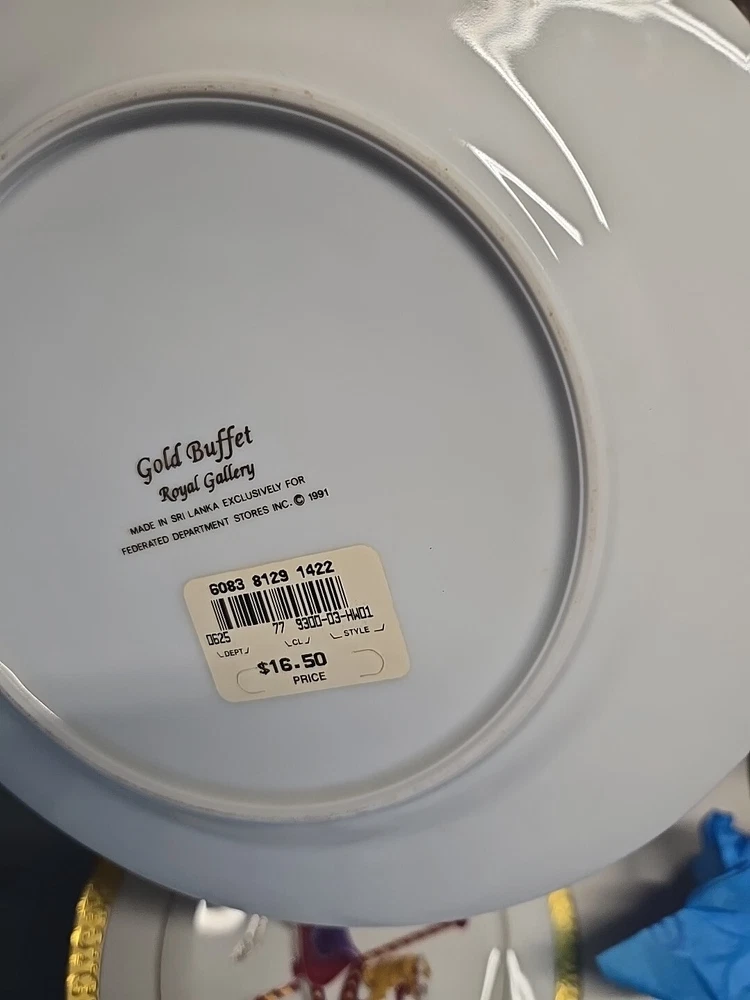 Gold Buffet
Royal Gallery
MADE IN SRI LANKA EXCLUSIVELY FOR
FEDERATED DEPARTMENT STORES INC. © 1991
6083 8129 1422
0625 77 9300-03-HW01
DEPT CL STYLE
$16.50
PRICE